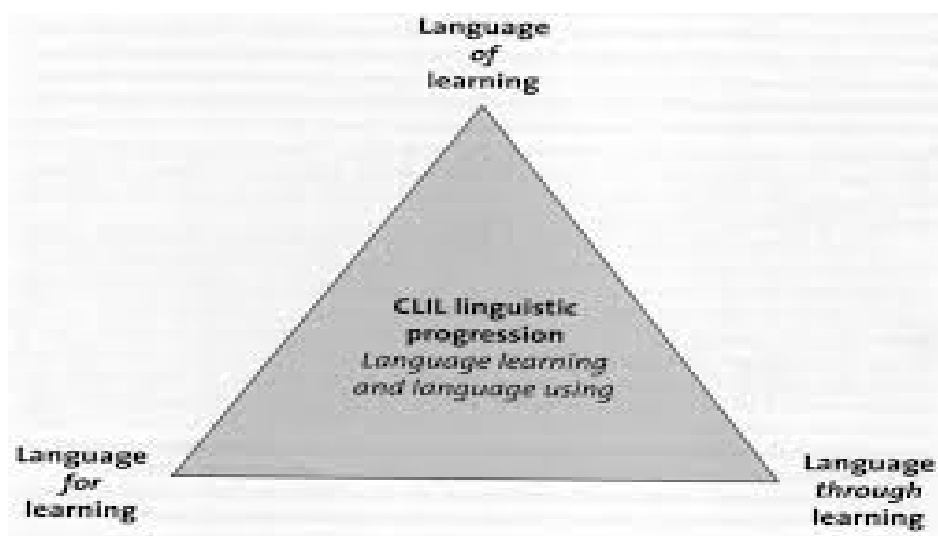 Language
of
learning
CLIL linguistic
progression
Language learning
and language using
Language
for
learning
Language
through
learning